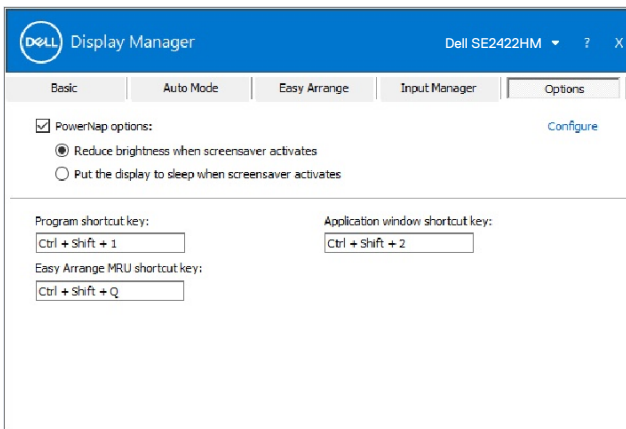 DELL Display Manager Dell SE2422HM ? X
Basic Auto Mode Easy Arrange Input Manager Options
PowerNap options: Configure
Reduce brightness when screensaver activates
Put the display to sleep when screensaver activates
Program shortcut key: Application window shortcut key:
Ctrl + Shift + 1 Ctrl + Shift + 2
Easy Arrange MRU shortcut key:
Ctrl + Shift + Q